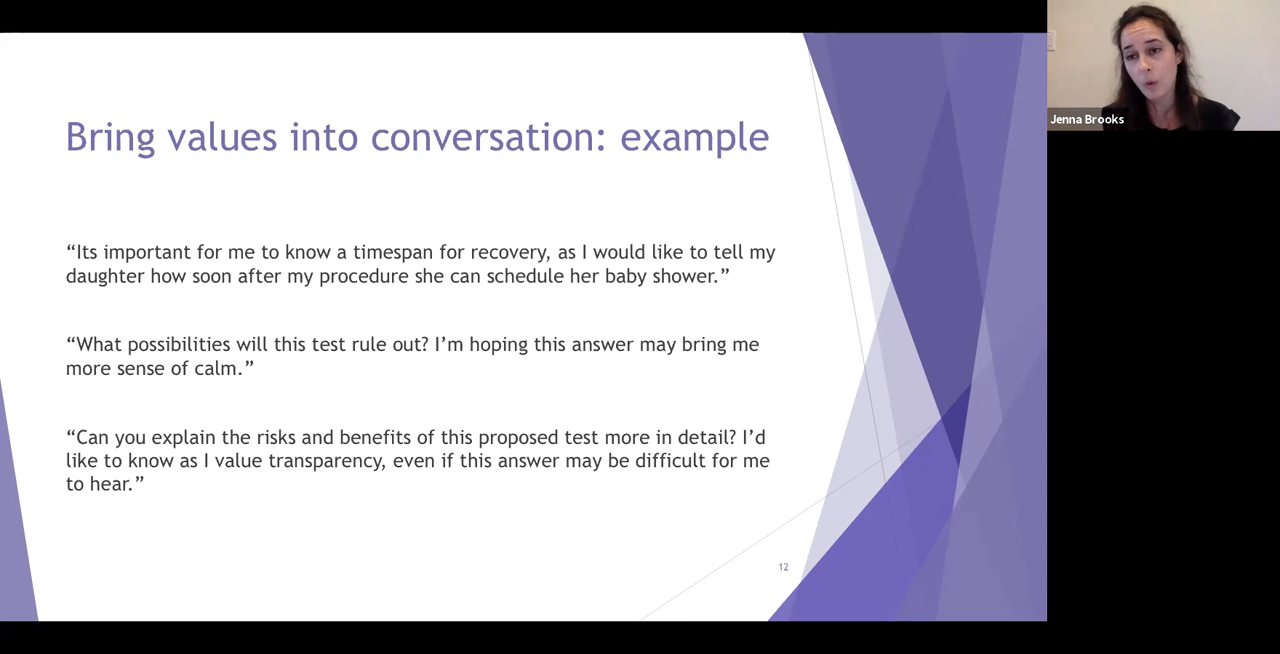 Bring values into conversation: example
“Its important for me to know a timespan for recovery, as I would like to tell my
daughter how soon after my procedure she can schedule her baby shower.”
“What possibilities will this test rule out? I’m hoping this answer may bring me
more sense of calm.”
“Can you explain the risks and benefits of this proposed test more in detail? I’d
like to know as I value transparency, even if this answer may be difficult for me
to hear.”
12
Jenna Brooks